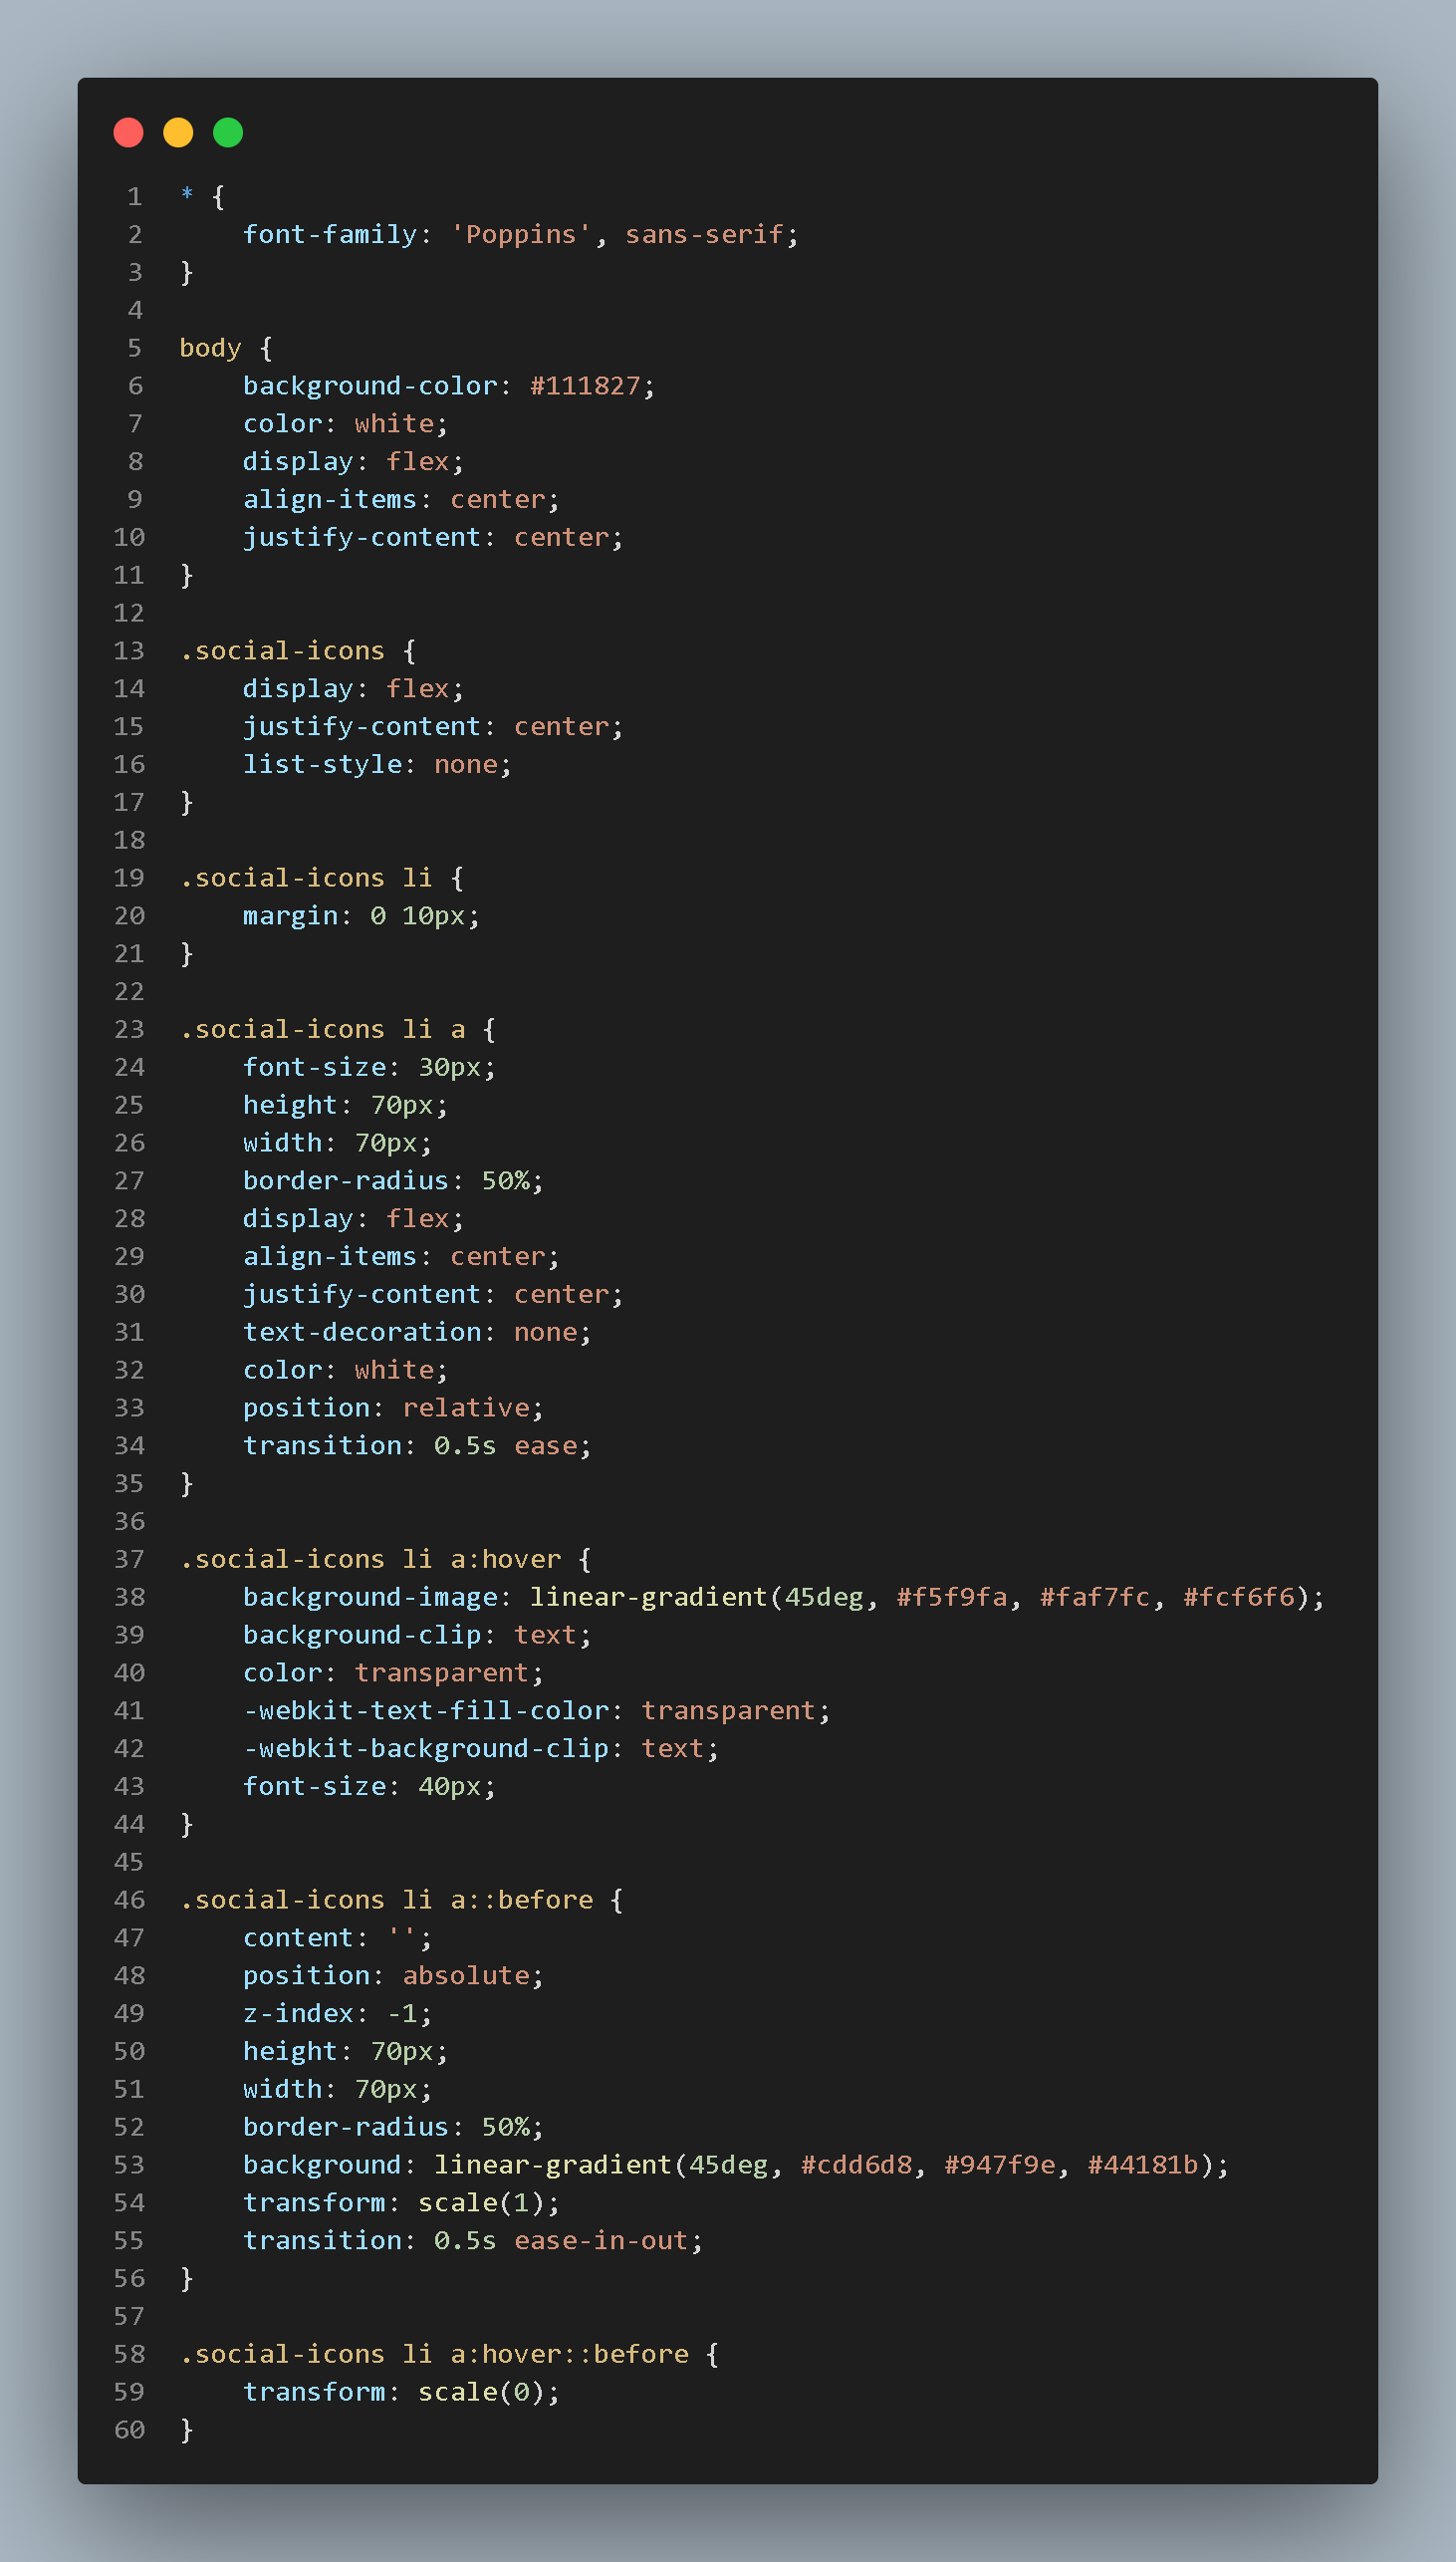 1 * {
2     font-family: 'Poppins', sans-serif;
3 }
4
5 body {
6     background-color: #111827;
7     color: white;
8     display: flex;
9     align-items: center;
10     justify-content: center;
11 }
12
13 .social-icons {
14     display: flex;
15     justify-content: center;
16     list-style: none;
17 }
18
19 .social-icons li {
20     margin: 0 10px;
21 }
22
23 .social-icons li a {
24     font-size: 30px;
25     height: 70px;
26     width: 70px;
27     border-radius: 50%;
28     display: flex;
29     align-items: center;
30     justify-content: center;
31     text-decoration: none;
32     color: white;
33     position: relative;
34     transition: 0.5s ease;
35 }
36
37 .social-icons li a:hover {
38     background-image: linear-gradient(45deg, #f5f9fa, #faf7fc, #fcf6f6);
39     background-clip: text;
40     color: transparent;
41     -webkit-text-fill-color: transparent;
42     -webkit-background-clip: text;
43     font-size: 40px;
44 }
45
46 .social-icons li a::before {
47     content: '';
48     position: absolute;
49     z-index: -1;
50     height: 70px;
51     width: 70px;
52     border-radius: 50%;
53     background: linear-gradient(45deg, #cdd6d8, #947f9e, #44181b);
54     transform: scale(1);
55     transition: 0.5s ease-in-out;
56 }
57
58 .social-icons li a:hover::before {
59     transform: scale(0);
60 }